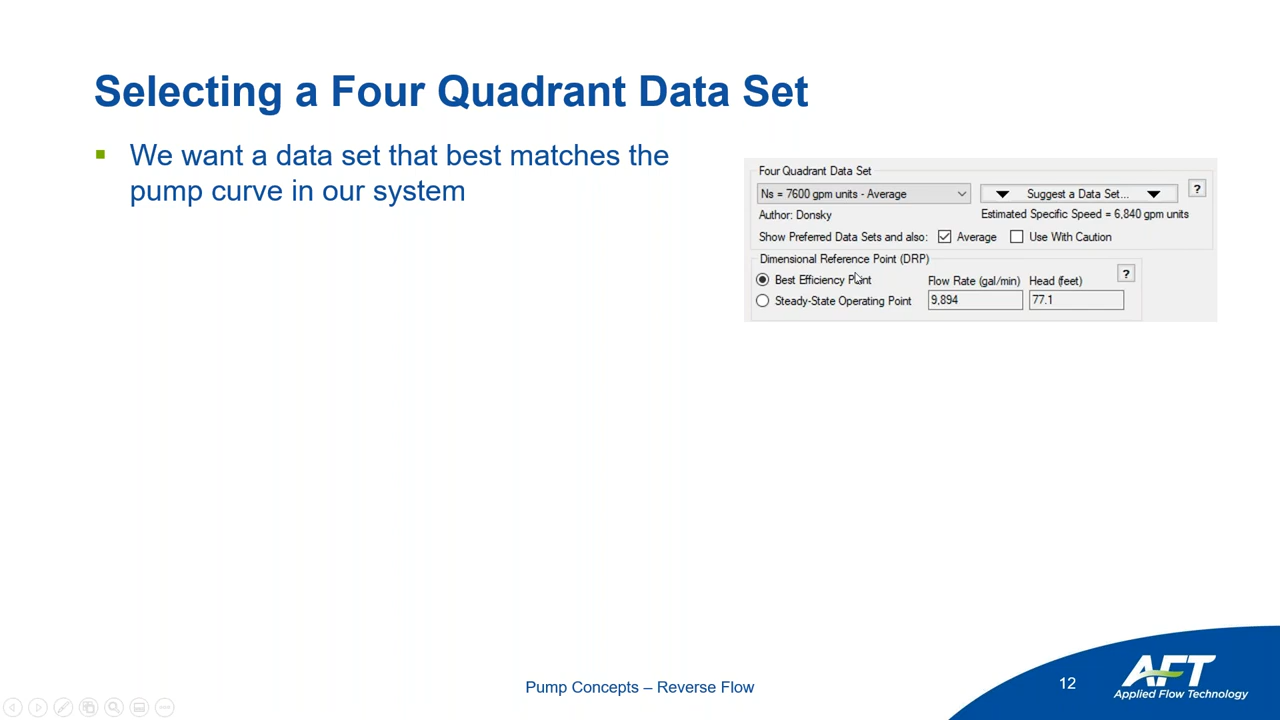 Selecting a Four Quadrant Data Set
We want a data set that best matches the
pump curve in our system
Four Quadrant Data Set
Ns = 7600 gpm units - Average
Suggest a Data Set...
?
Author: Donsky
Estimated Specific Speed = 6,840 gpm units
Show Preferred Data Sets and also:
Average
Use With Caution
Dimensional Reference Point (DRP)
?
Best Efficiency Point
Flow Rate (gal/min)
Head (feet)
Steady-State Operating Point
9,894
77.1
Pump Concepts – Reverse Flow
12
AFT
Applied Flow Technology